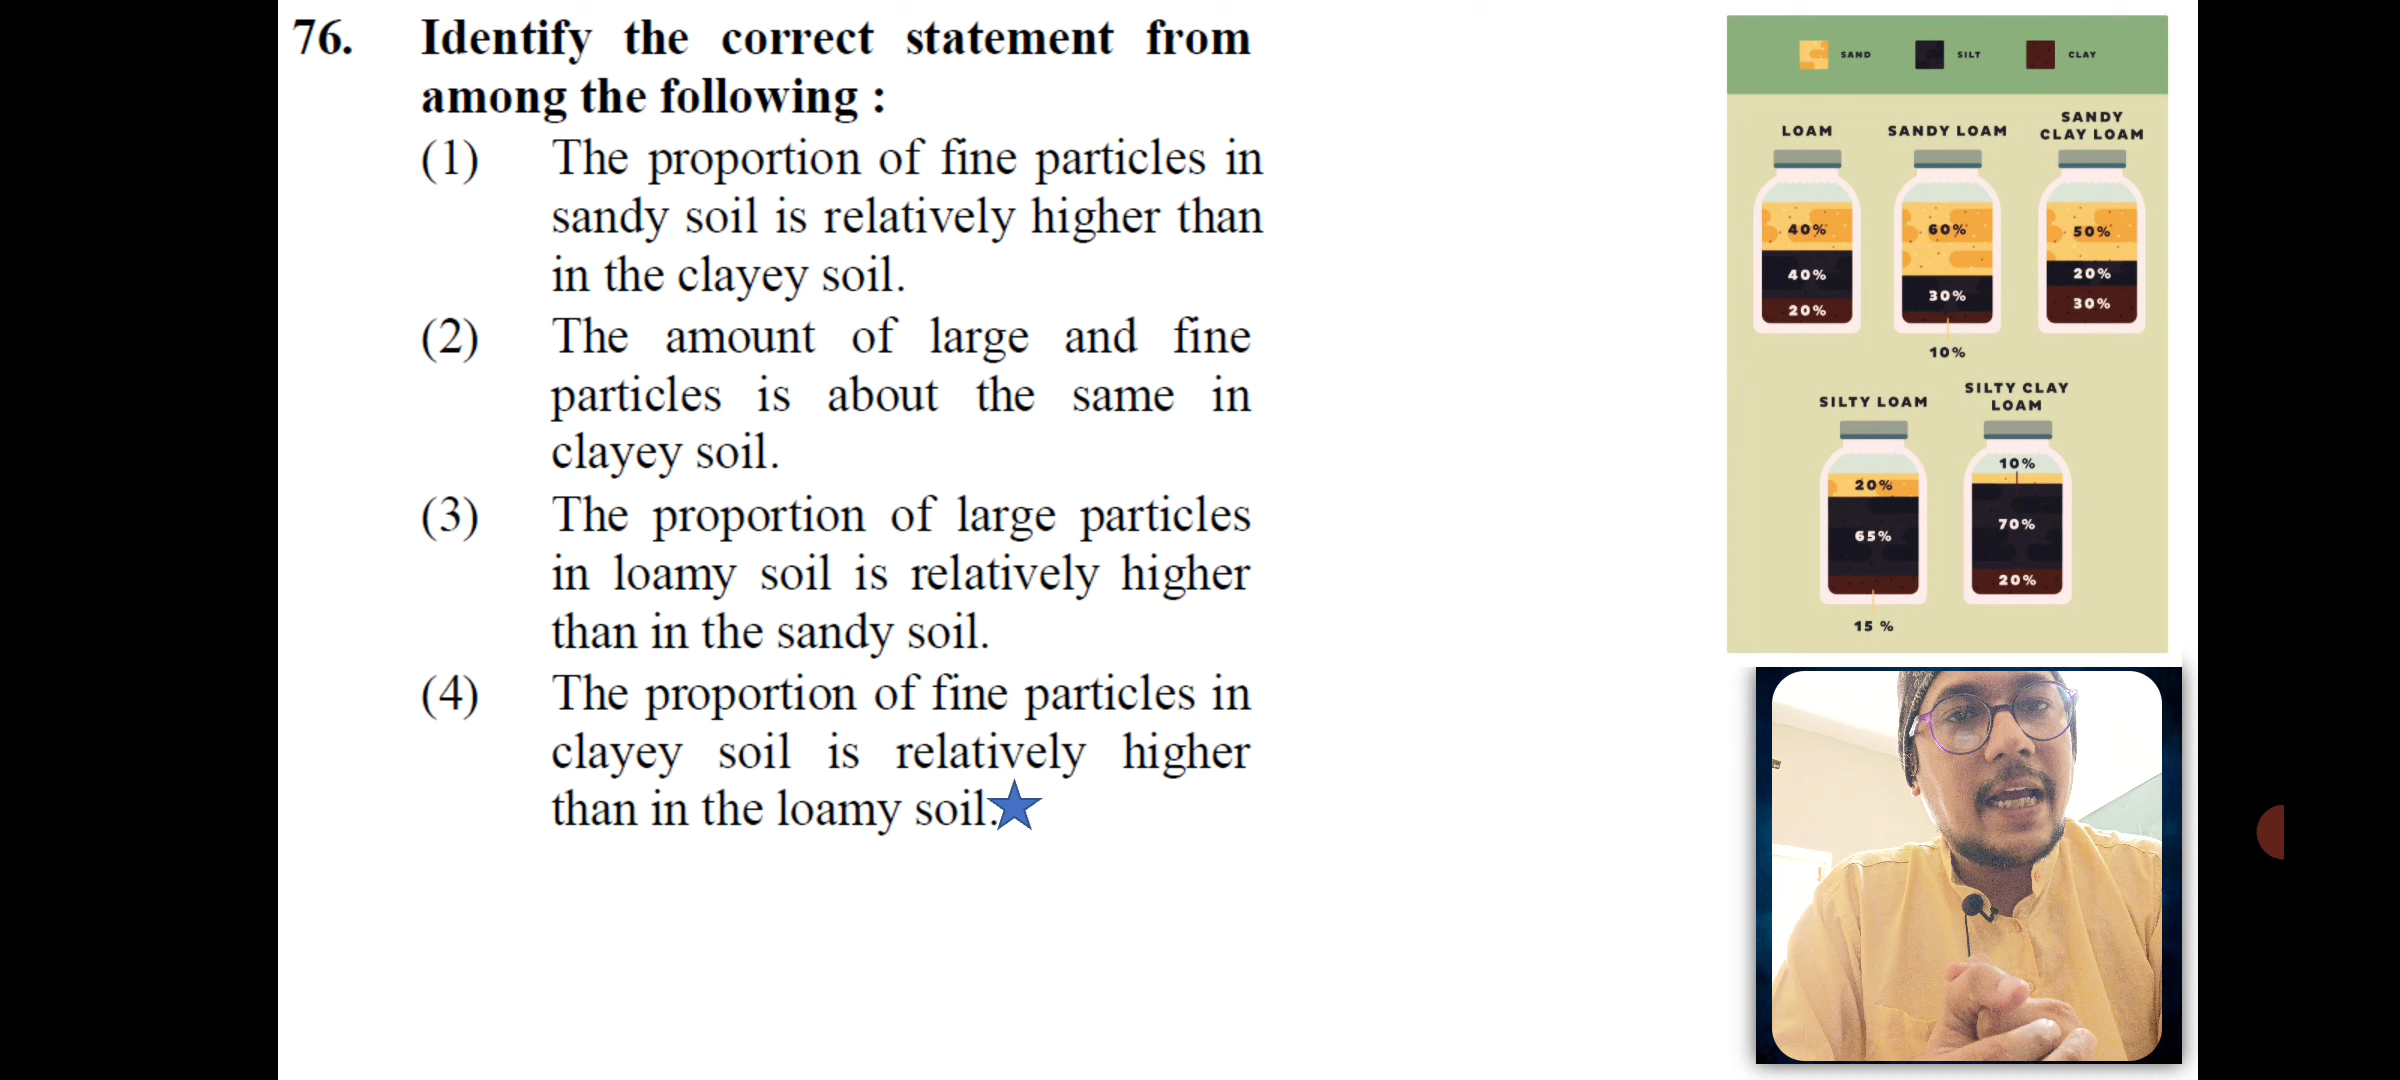 76. Identify the correct statement from
among the following :
(1) The proportion of fine particles in
sandy soil is relatively higher than
in the clayey soil.
(2) The amount of large and fine
particles is about the same in
clayey soil.
(3) The proportion of large particles
in loamy soil is relatively higher
than in the sandy soil.
(4) The proportion of fine particles in
clayey soil is relatively higher
than in the loamy soil.
SAND SILT CLAY
LOAM
40%
40%
20%
SANDY LOAM
60%
30%
10%
SANDY
CLAY LOAM
50%
20%
30%
SILTY LOAM
20%
65%
15 %
SILTY CLAY
LOAM
10%
70%
20%